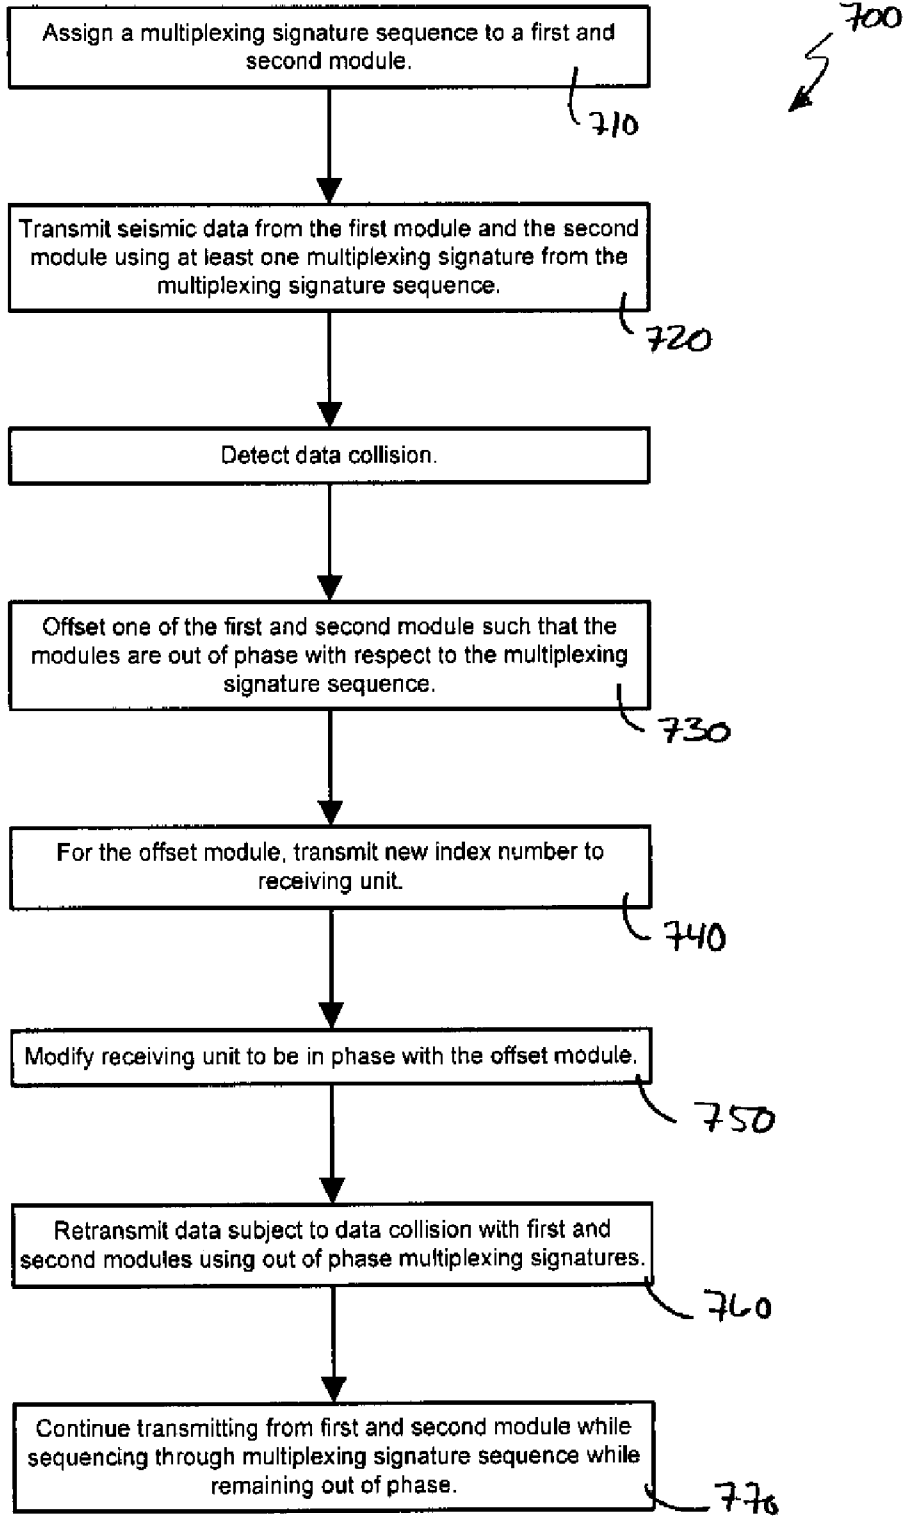 700
Assign a multiplexing signature sequence to a first and
second module.
710
Transmit seismic data from the first module and the second
module using at least one multiplexing signature from the
multiplexing signature sequence.
720
Detect data collision.
Offset one of the first and second module such that the
modules are out of phase with respect to the multiplexing
signature sequence.
730
For the offset module, transmit new index number to
receiving unit.
740
Modify receiving unit to be in phase with the offset module.
750
Retransmit data subject to data collision with first and
second modules using out of phase multiplexing signatures.
760
Continue transmitting from first and second module while
sequencing through multiplexing signature sequence while
remaining out of phase.
770